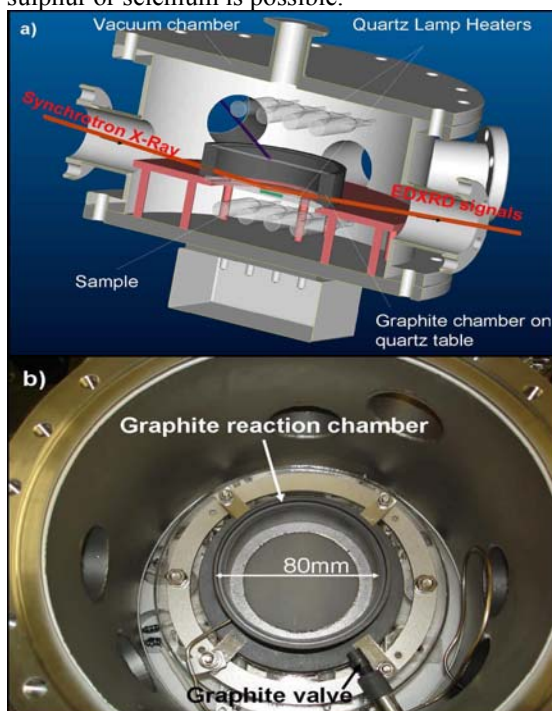 sulphur or selenium is possible.
a)
Vacuum chamber
Quartz Lamp Heaters
Synchrotron X-Ray
EDXRD signals
Sample
Graphite chamber on
quartz table
b)
Graphite reaction chamber
80mm
Graphite valve